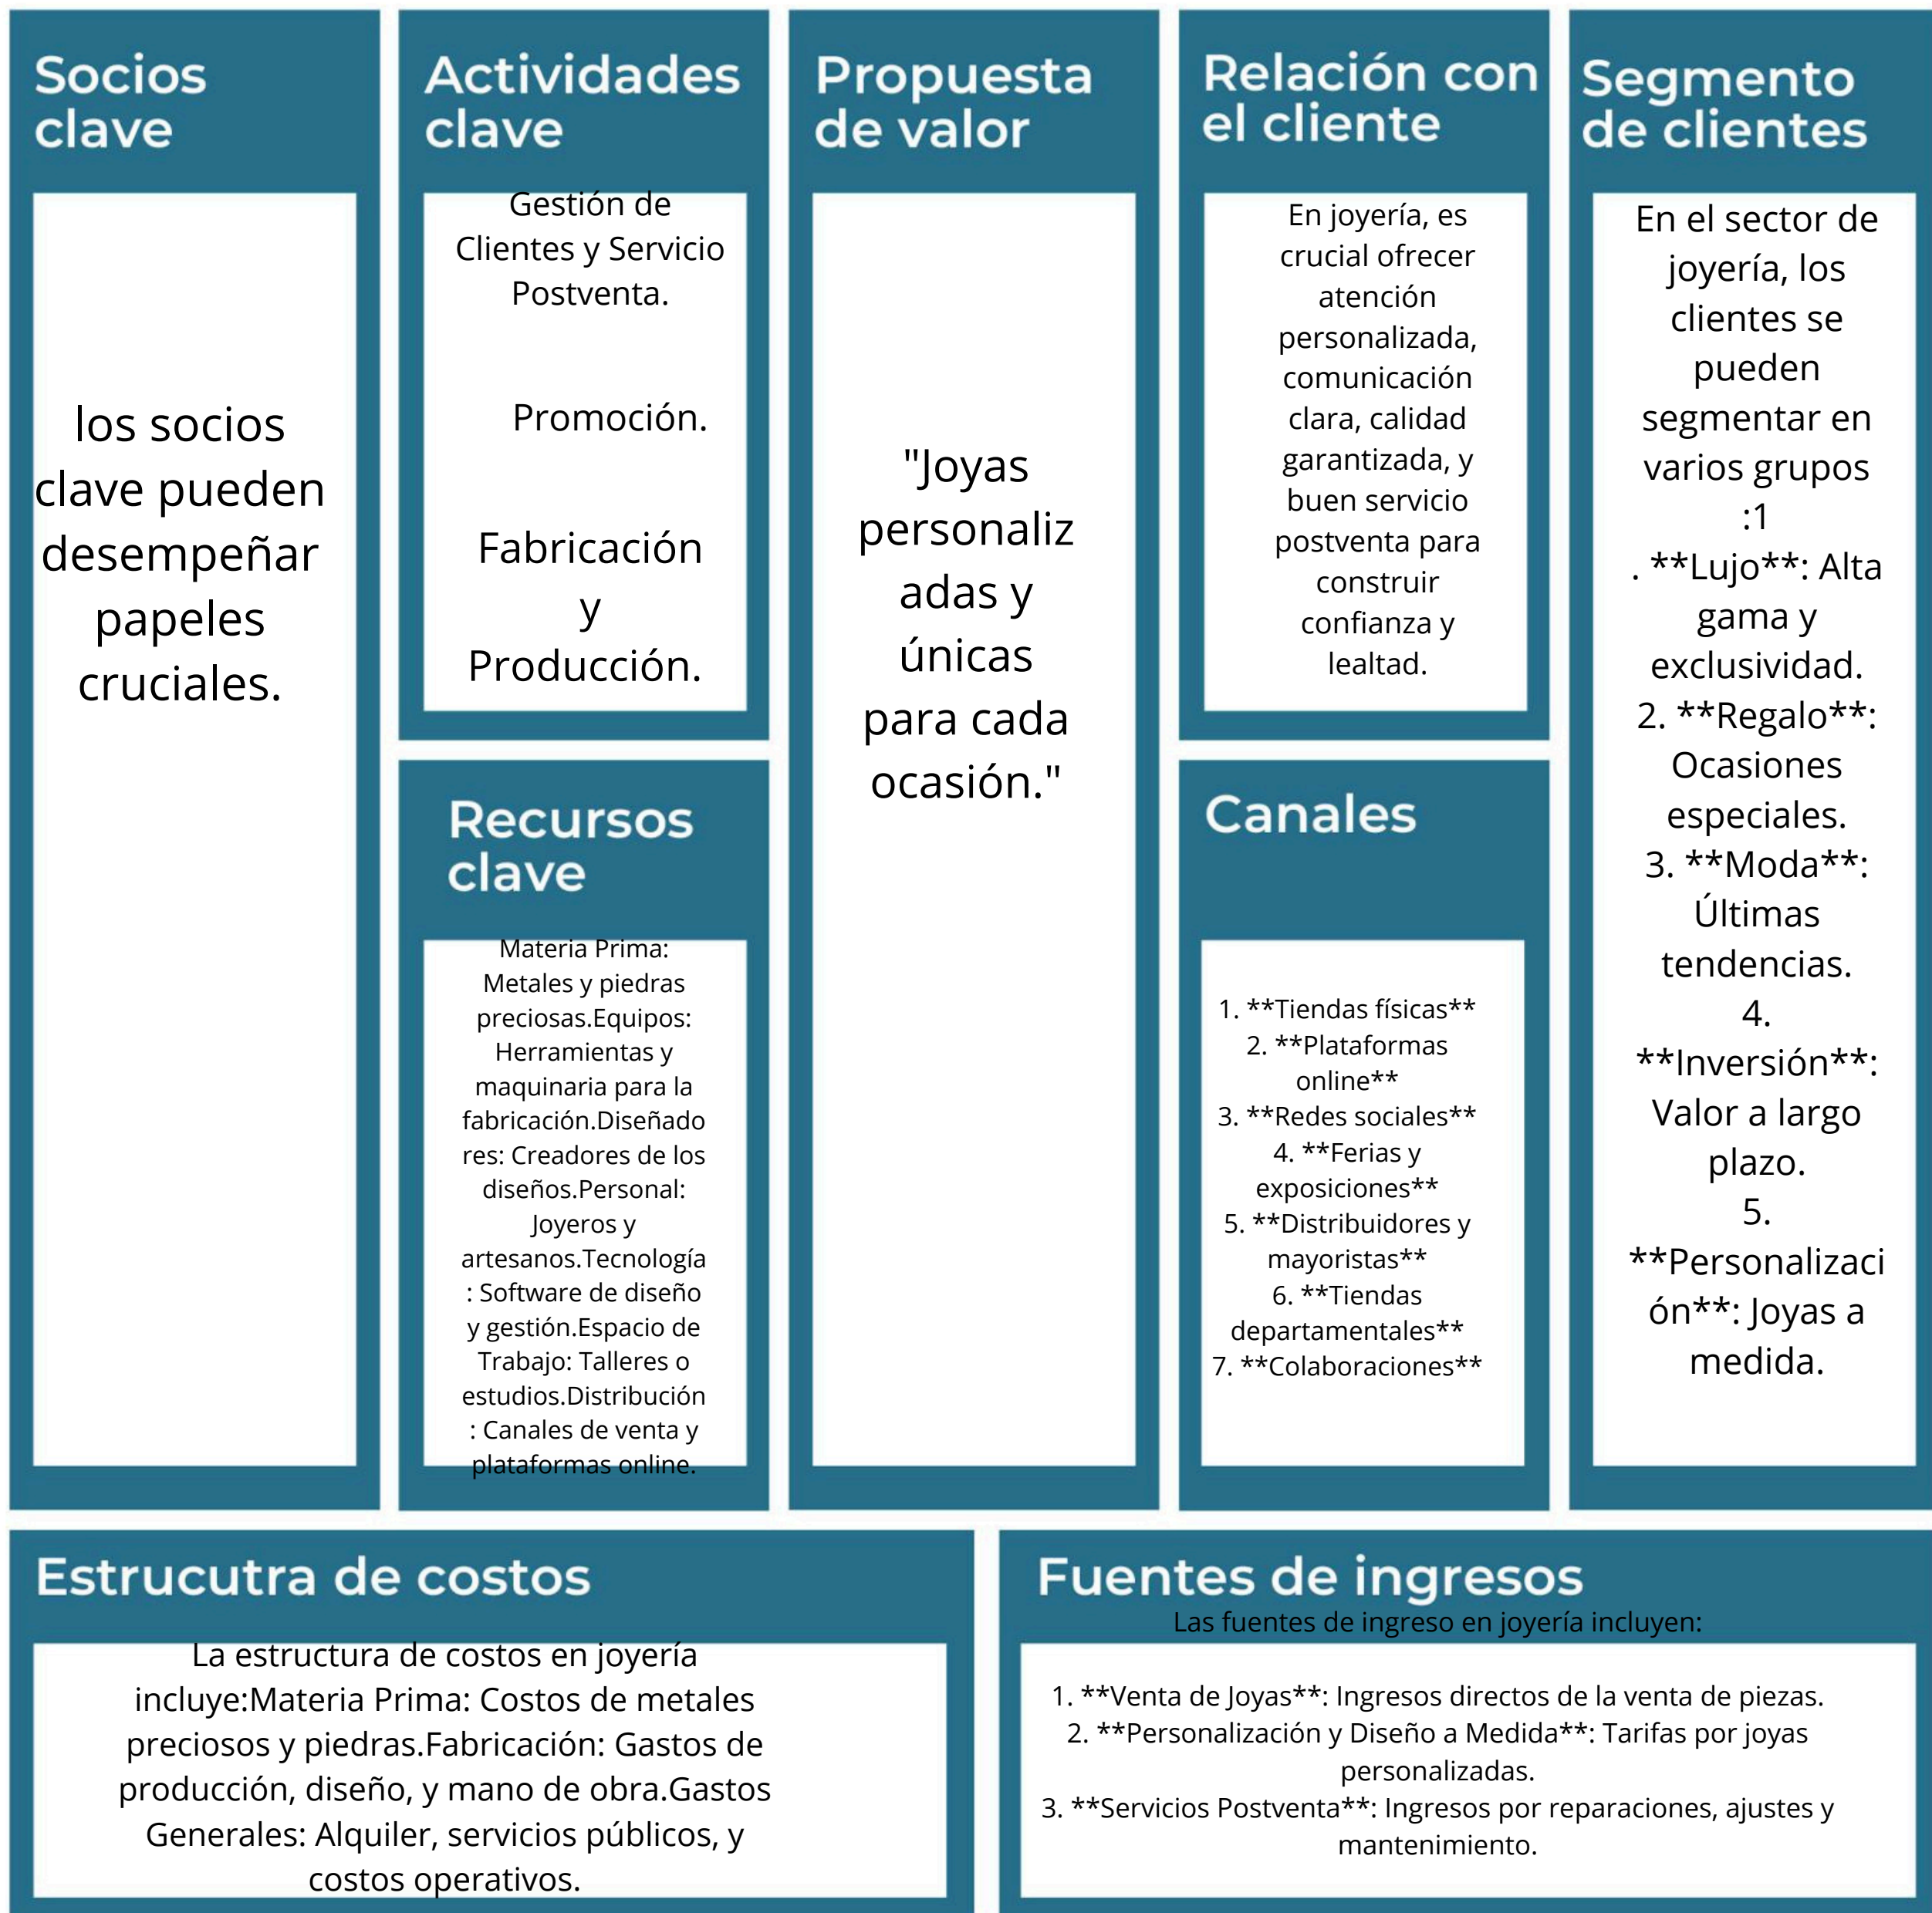 Socios
clave
los socios
clave pueden
desempeñar
papeles
cruciales.
Actividades
clave
Gestión de
Clientes y Servicio
Postventa.
Promoción.
Fabricación
y
Producción.
Recursos
clave
Materia Prima:
Metales y piedras
preciosas.Equipos:
Herramientas y
maquinaria para la
fabricación.Diseñado
res: Creadores de los
diseños.Personal:
Joyeros y
artesanos.Tecnología
: Software de diseño
y gestión.Espacio de
Trabajo: Talleres o
estudios.Distribución
: Canales de venta y
plataformas online.
Propuesta
de valor
"Joyas
personaliz
adas y
únicas
para cada
ocasión."
Relación con
el cliente
En joyería, es
crucial ofrecer
atención
personalizada,
comunicación
clara, calidad
garantizada, y
buen servicio
postventa para
construir
confianza y
lealtad.
Canales
1. **Tiendas físicas**
2. **Plataformas
online**
3. **Redes sociales**
4. **Ferias y
exposiciones**
5. **Distribuidores y
mayoristas**
6. **Tiendas
departamentales**
7. **Colaboraciones**
Segmento
de clientes
En el sector de
joyería, los
clientes se
pueden
segmentar en
varios grupos
:1
. **Lujo**: Alta
gama y
exclusividad.
2. **Regalo**:
Ocasiones
especiales.
3. **Moda**:
Últimas
tendencias.
4.
**Inversión**:
Valor a largo
plazo.
5.
**Personalizaci
ón**: Joyas a
medida.
Estrucutra de costos
La estructura de costos en joyería
incluye:Materia Prima: Costos de metales
preciosos y piedras.Fabricación: Gastos de
producción, diseño, y mano de obra.Gastos
Generales: Alquiler, servicios públicos, y
costos operativos.
Fuentes de ingresos
Las fuentes de ingreso en joyería incluyen:
1. **Venta de Joyas**: Ingresos directos de la venta de piezas.
2. **Personalización y Diseño a Medida**: Tarifas por joyas
personalizadas.
3. **Servicios Postventa**: Ingresos por reparaciones, ajustes y
mantenimiento.